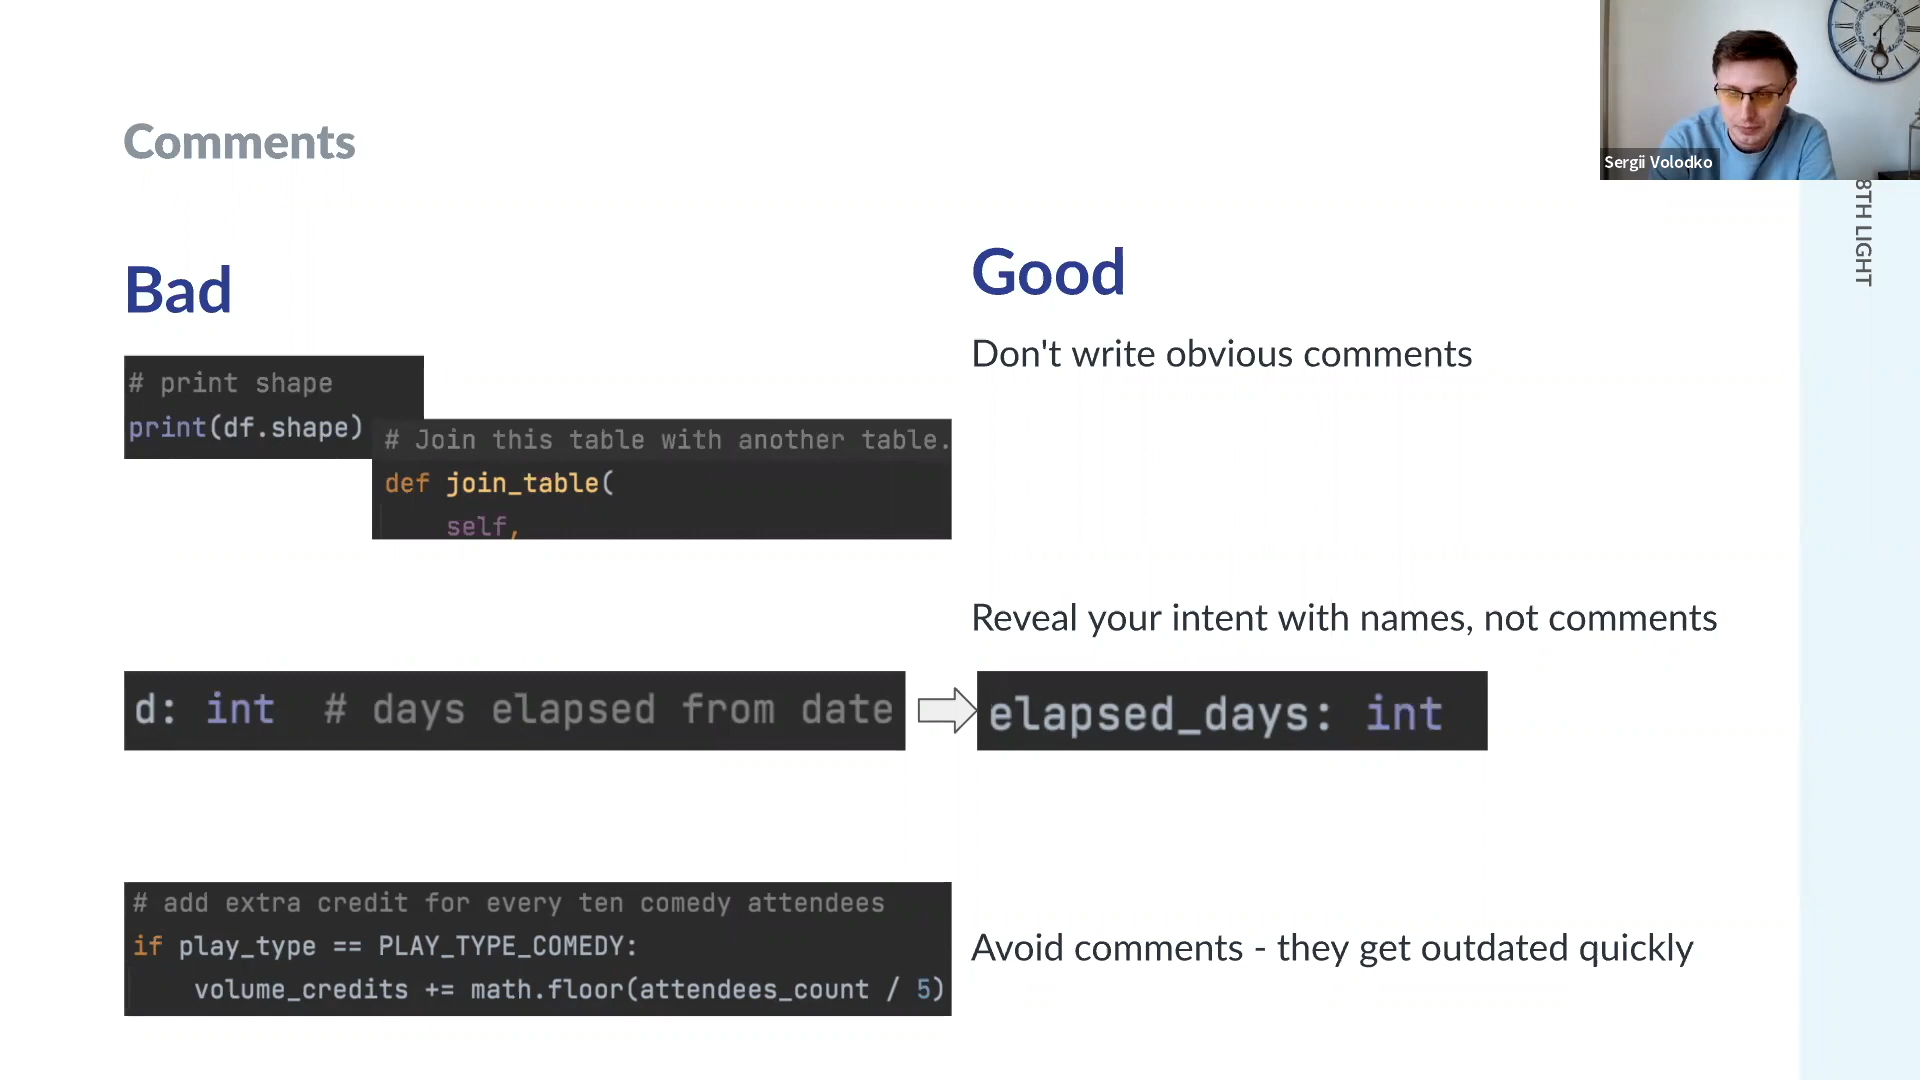 Comments
Bad
Good
# print shape
print(df.shape)
# Join this table with another table.
def join_table(
self,
Don't write obvious comments
Reveal your intent with names, not comments
d: int # days elapsed from date
elapsed_days: int
# add extra credit for every ten comedy attendees
if play_type == PLAY_TYPE_COMEDY:
volume_credits += math.floor(attendees_count / 5)
Avoid comments - they get outdated quickly
Sergii Volodko
8TH LIGHT